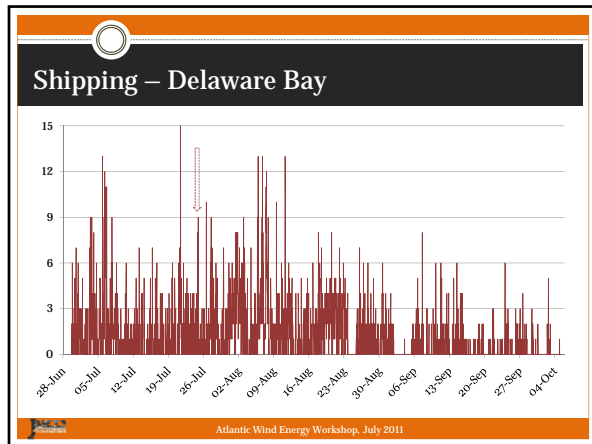 Shipping – Delaware Bay
15
12
9
6
3
0
28-Jun
05-Jul
12-Jul
19-Jul
26-Jul
02-Aug
09-Aug
16-Aug
23-Aug
30-Aug
06-Sep
13-Sep
20-Sep
27-Sep
04-Oct
Atlantic Wind Energy Workshop, July 2011